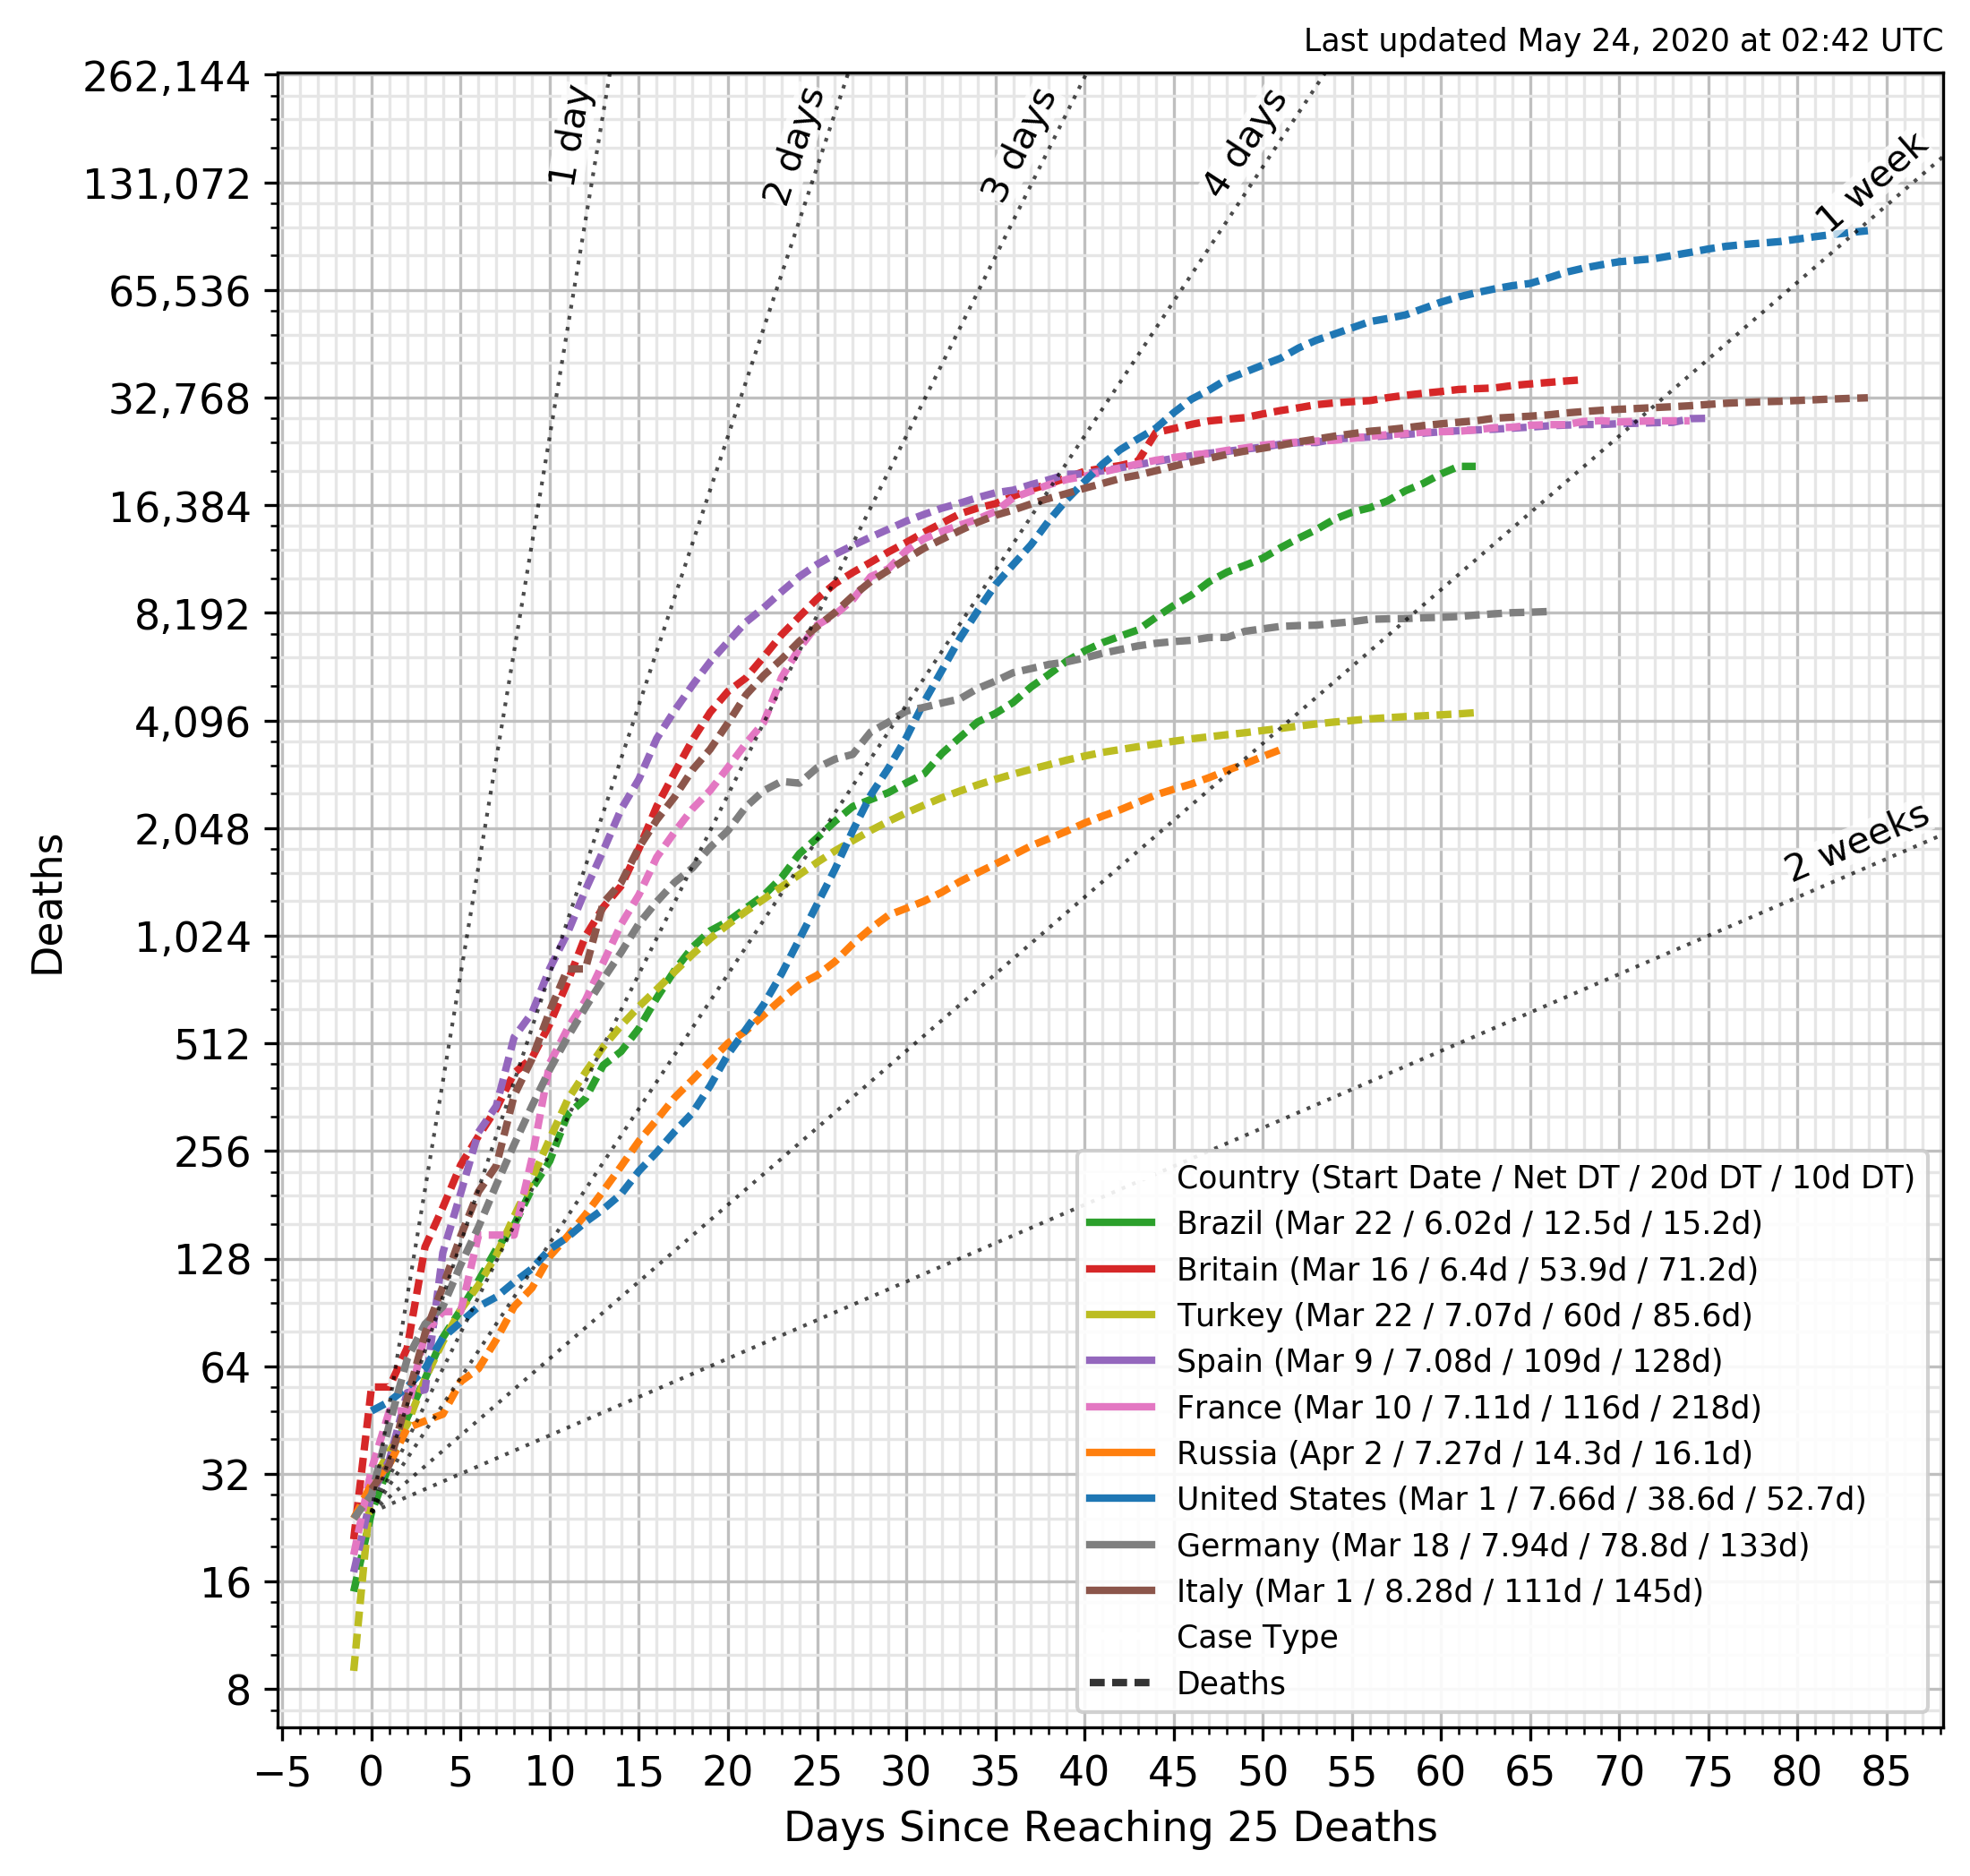 Last updated May 24, 2020 at 02:42 UTC
262,144
131,072
65,536
32,768
16,384
8,192
4,096
2,048
1,024
512
256
128
64
32
16
8
Deaths
1 day
2 days
3 days
4 days
1 week
2 weeks
Country (Start Date / Net DT / 20d DT / 10d DT)
Brazil (Mar 22 / 6.02d / 12.5d / 15.2d)
Britain (Mar 16 / 6.4d / 53.9d / 71.2d)
Turkey (Mar 22 / 7.07d / 60d / 85.6d)
Spain (Mar 9 / 7.08d / 109d / 128d)
France (Mar 10 / 7.11d / 116d / 218d)
Russia (Apr 2 / 7.27d / 14.3d / 16.1d)
United States (Mar 1 / 7.66d / 38.6d / 52.7d)
Germany (Mar 18 / 7.94d / 78.8d / 133d)
Italy (Mar 1 / 8.28d / 111d / 145d)
Case Type
Deaths
−5 0 5 10 15 20 25 30 35 40 45 50 55 60 65 70 75 80 85
Days Since Reaching 25 Deaths